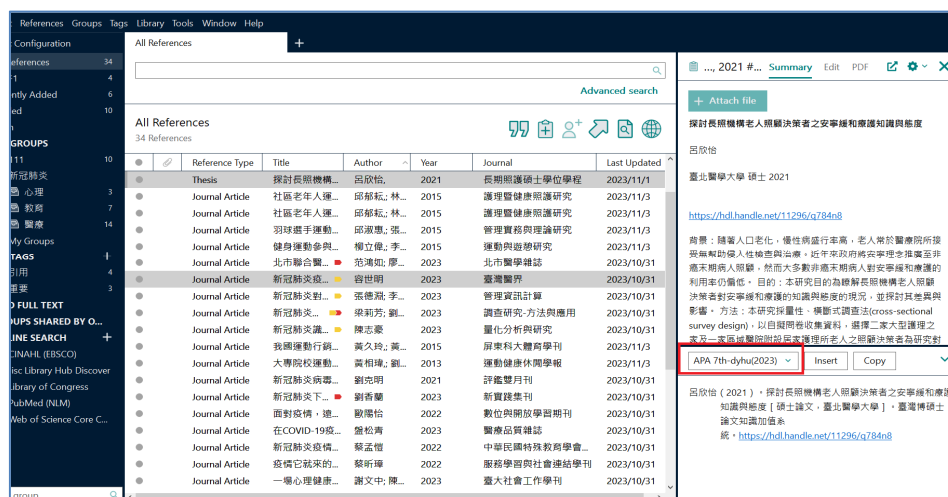 References Groups Tags Library Tools Window Help
Configuration
All References
+
eferences 34
4
ntly Added 6
ed 10
GROUPS
111 10
新冠肺炎
心理 3
教育 7
醫療 14
My Groups
TAGS +
引用 4
重要 3
FULL TEXT
UPS SHARED BY O...
INE SEARCH +
CINAHL (EBSCO)
isc Library Hub Discover
ibrary of Congress
PubMed (NLM)
Web of Science Core C...
group
Advanced search
All References
34 References
Reference Type Title Author Year Journal Last Updated
Thesis 探討長照機構... 呂欣怡, 2021 長期照護碩士學位學程 2023/11/1
Journal Article 社區老年人運... 邱郁耘,; 林... 2015 護理暨健康照護研究 2023/11/3
Journal Article 社區老年人運... 邱郁耘,; 林... 2015 護理暨健康照護研究 2023/11/3
Journal Article 羽球選手運動... 邱淑惠,; 張... 2015 管理實務與理論研究 2023/11/3
Journal Article 健身運動參與... 柳立偉,; 李... 2015 運動與遊憩研究 2023/11/3
Journal Article 北市聯合醫... 范鴻如; 廖... 2023 北市醫學雜誌 2023/10/31
Journal Article 新冠肺炎疫... 容世明 2023 臺灣醫界 2023/10/31
Journal Article 新冠肺炎對... 張德淵; 李... 2023 管理資訊計算 2023/10/31
Journal Article 新冠肺炎... 梁莉芳; 劉... 2023 調查研究-方法與應用 2023/10/31
Journal Article 新冠肺炎識... 陳志豪 2023 量化分析與研究 2023/10/31
Journal Article 我國運動行銷... 黃久玲,; 黃... 2015 屏東科大體育學刊 2023/11/3
Journal Article 大專院校運動... 黃相瑋,; 劉... 2013 運動健康休閒學報 2023/11/3
Journal Article 新冠肺炎病毒... 劉克明 2021 評鑑雙月刊 2023/10/31
Journal Article 新冠肺炎下... 劉香蘭 2023 新實踐集刊 2023/10/31
Journal Article 面對疫情,遠... 歐陽怡 2022 數位與開放學習期刊 2023/10/31
Journal Article 在COVID-19疫... 盤松青 2023 醫療品質雜誌 2023/10/31
Journal Article 新冠肺炎疫情... 蔡孟愷 2022 中華民國特殊教育學會... 2023/10/31
Journal Article 疫情它就來的... 蔡昕璋 2022 服務學習與社會連結學刊 2023/10/31
Journal Article 一場心理健康... 謝文中; 陳... 2023 臺大社會工作學刊 2023/10/31
..., 2021 #... Summary Edit PDF
+ Attach file
探討長照機構老人照顧決策者之安寧緩和療護知識與態度
呂欣怡
臺北醫學大學 碩士 2021
https://hdl.handle.net/11296/q784n8
背景:隨著人口老化,慢性病盛行率高,老人常於醫療院所接
受無幫助侵入性檢查與治療。近年來政府將安寧理念推廣至非
癌末期病人照顧,然而大多數非癌末期病人對安寧緩和療護的
利用率仍偏低。 目的:本研究目的為瞭解長照機構老人照顧
決策者對安寧緩和療護的知識與態度的現況,並探討其差異與
影響。 方法:本研究採量性、橫斷式調查法(cross-sectional
survey design),以自擬問卷收集資料,選擇二家大型護理之
家及一家區域醫院附設居家護理所老人之照顧決策者為研究對
APA 7th-dyhu(2023) Insert Copy
呂欣怡(2021)。探討長照機構老人照顧決策者之安寧緩和療護
知識與態度[碩士論文,臺北醫學大學]。臺灣博碩士
論文知識加值系
統。https://hdl.handle.net/11296/q784n8